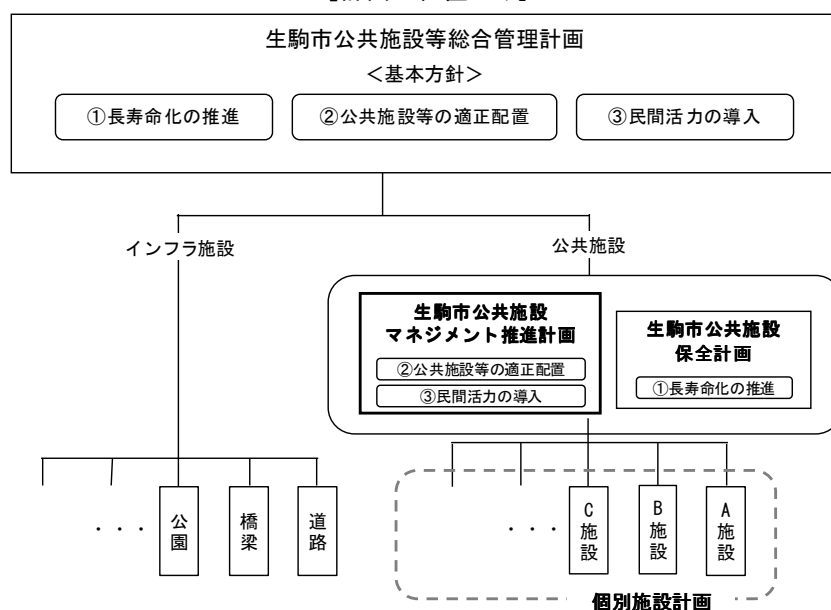 生駒市公共施設等総合管理計画
＜基本方針＞
①長寿命化の推進
②公共施設等の適正配置
③民間活力の導入
インフラ施設
公共施設
生駒市公共施設
マネジメント推進計画
②公共施設等の適正配置
③民間活力の導入
生駒市公共施設
保全計画
①長寿命化の推進
・・・
公園
橋梁
道路
・・・
C施設
B施設
A施設
個別施設計画